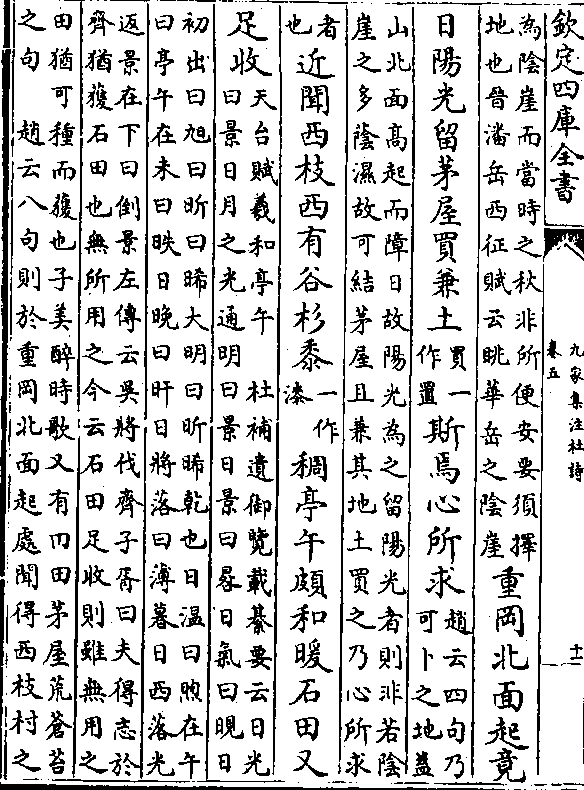 欽定四庫全書
九家集注杜詩
卷五
十二
為陰崖而當時之秋非所便安要須擇
地也晉潘岳西征賦云眺華岳之陰崖
重岡北面起竟
日陽光留茅屋買兼土
買一
作置
斯焉心所求
趙云四句乃
可卜之地蓋
山北面高起而障日故陽光為之留陽光者則非若陰
崖之多蔭濕故可結茅屋且兼其地土買之乃心所求
者
也
近聞西枝西有谷杉黍
一作
漆
稠亭午頗和暖石田又
足收
天台賦羲和亭午 杜補遺御覽載纂要云日光
曰景日月之光通明曰景日景曰晷日氣曰晛日
初出曰旭日昕曰晞大明曰昕晞乾也日温曰煦在午
曰亭午在未曰昳日晚曰旰日將落曰薄暮日西落光
返景在下曰倒景左傳云吳將伐齊子胥曰夫得志於
齊猶獲石田也無所用之今云石田足收則雖無用之
田猶可種而穫也子美醉時歌又有田茅屋荒蒼苔
之句 趙云八句則於重岡北面起處聞得西枝村之